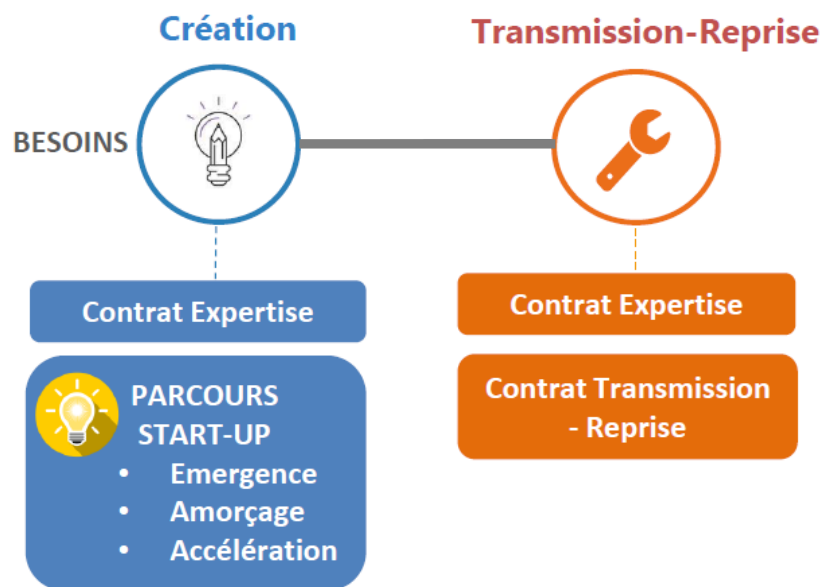 Création
Transmission-Reprise
BESOINS
Contrat Expertise
Contrat Expertise
PARCOURS
START-UP
• Emergence
• Amorçage
• Accélération
Contrat Transmission
- Reprise